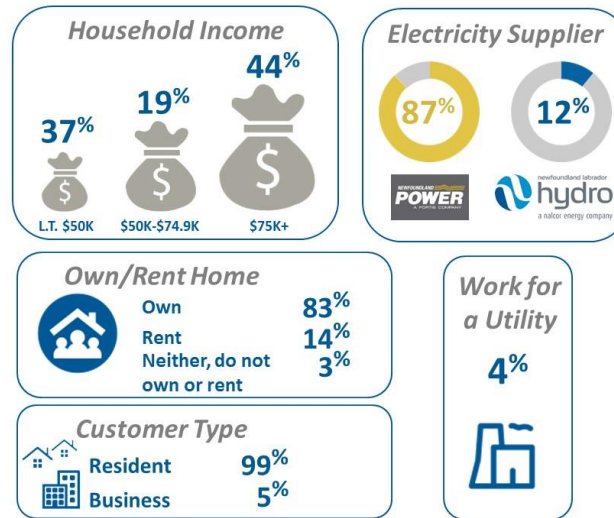 Household Income
37%
19%
44%
$
$
$
L.T. $50K
$50K-$74.9K
$75K+
Electricity Supplier
87%
12%
NEWFOUNDLAND
POWER
A FORTIS COMPANY
newfoundland labrador
hydro
a nalcor energy company
Own/Rent Home
Own 83%
Rent 14%
Neither, do not 3%
own or rent
Work for
a Utility
4%
Customer Type
Resident 99%
Business 5%